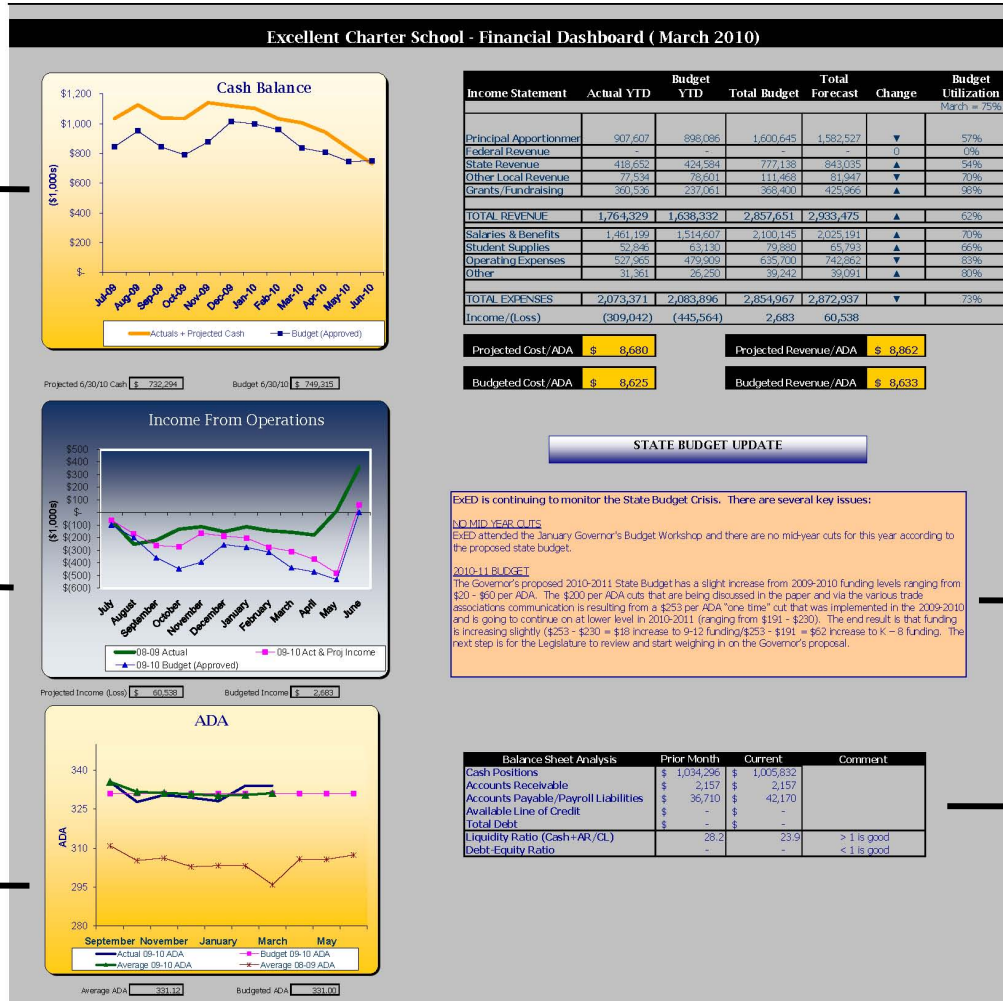 Excellent Charter School - Financial Dashboard ( March 2010)
Cash Balance
$1,200
$1,000
$800
$600
$400
$200
$-
($1,000s)
Jul-09 Aug-09 Sep-09 Oct-09 Nov-09 Dec-09 Jan-10 Feb-10 Mar-10 Apr-10 May-10 Jun-10
Actuals + Projected Cash Budget (Approved)
Projected 6/30/10 Cash $ 732,294 Budget 6/30/10 $ 749,315
Income From Operations
$500
$400
$300
$200
$100
$-
$(100)
$(200)
$(300)
$(400)
$(500)
$(600)
($1,000s)
July August September October November December January February March April May June
08-09 Actual 09-10 Act & Proj Income
09-10 Budget (Approved)
Projected Income (Loss) $ 60,538 Budgeted Income $ 2,683
ADA
340
325
310
295
280
ADA
September November January March May
Actual 09-10 ADA Budget 09-10 ADA
Average 09-10 ADA Average 08-09 ADA
Average ADA 331.12 Budgeted ADA 331.00
Budget Total Budget
Income Statement Actual YTD YTD Total Budget Forecast Change Utilization
March = 75%
Principal Apportionmer 907,607 898,086 1,600,645 1,582,527 ▼ 57%
Federal Revenue - - - - 0 0%
State Revenue 418,652 424,584 777,138 843,035 ▲ 54%
Other Local Revenue 77,534 78,601 111,468 81,947 ▼ 70%
Grants/Fundraising 360,536 237,061 368,400 425,966 ▲ 98%
TOTAL REVENUE 1,764,329 1,638,332 2,857,651 2,933,475 ▲ 62%
Salaries & Benefits 1,461,199 1,514,607 2,100,145 2,025,191 ▲ 70%
Student Supplies 52,846 63,130 79,880 65,793 ▲ 66%
Operating Expenses 527,965 479,909 635,700 742,862 ▼ 83%
Other 31,361 26,250 39,242 39,091 ▲ 80%
TOTAL EXPENSES 2,073,371 2,083,896 2,854,967 2,872,937 ▼ 73%
Income/(Loss) (309,042) (445,564) 2,683 60,538
Projected Cost/ADA $ 8,680 Projected Revenue/ADA $ 8,862
Budgeted Cost/ADA $ 8,625 Budgeted Revenue/ADA $ 8,633
STATE BUDGET UPDATE
ExED is continuing to monitor the State Budget Crisis. There are several key issues:
NO MID YEAR CUTS
ExED attended the January Governor's Budget Workshop and there are no mid-year cuts for this year according to
the proposed state budget.
2010-11 BUDGET
The Governor's proposed 2010-2011 State Budget has a slight increase from 2009-2010 funding levels ranging from
$20 - $60 per ADA. The $200 per ADA cuts that are being discussed in the paper and via the various trade
associations communication is resulting from a $253 per ADA "one time" cut that was implemented in the 2009-2010
and is going to continue on at lower level in 2010-2011 (ranging from $191 - $230). The end result is that funding
is increasing slightly ($253 - $230 = $18 increase to 9-12 funding/$253 - $191 = $62 increase to K – 8 funding. The
next step is for the Legislature to review and start weighing in on the Governor's proposal.
Balance Sheet Analysis Prior Month Current Comment
Cash Positions $ 1,034,296 $ 1,005,832
Accounts Receivable $ 2,157 $ 2,157
Accounts Payable/Payroll Liabilities $ 36,710 $ 42,170
Available Line of Credit $ - $ -
Total Debt $ - $ -
Liquidity Ratio (Cash+AR/CL) 28.2 23.9 > 1 is good
Debt-Equity Ratio - - < 1 is good